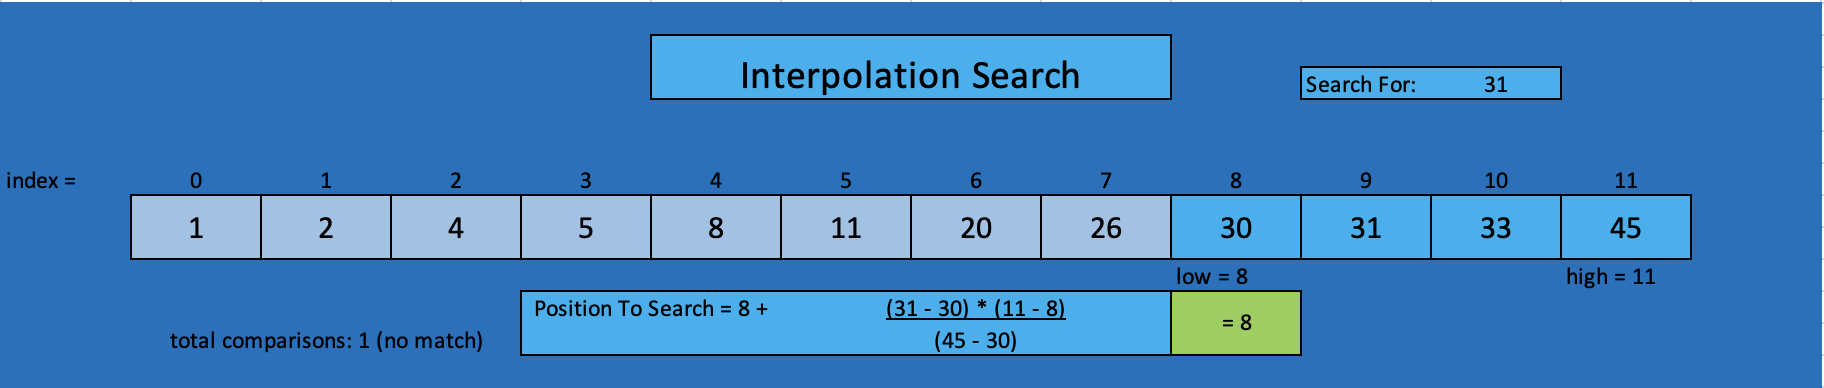 Interpolation Search
Search For: 31
index = 0 1 2 3 4 5 6 7 8 9 10 11
1 2 4 5 8 11 20 26 30 31 33 45
low = 8 high = 11
Position To Search = 8 + (31 - 30) * (11 - 8)
= 8
total comparisons: 1 (no match) (45 - 30)